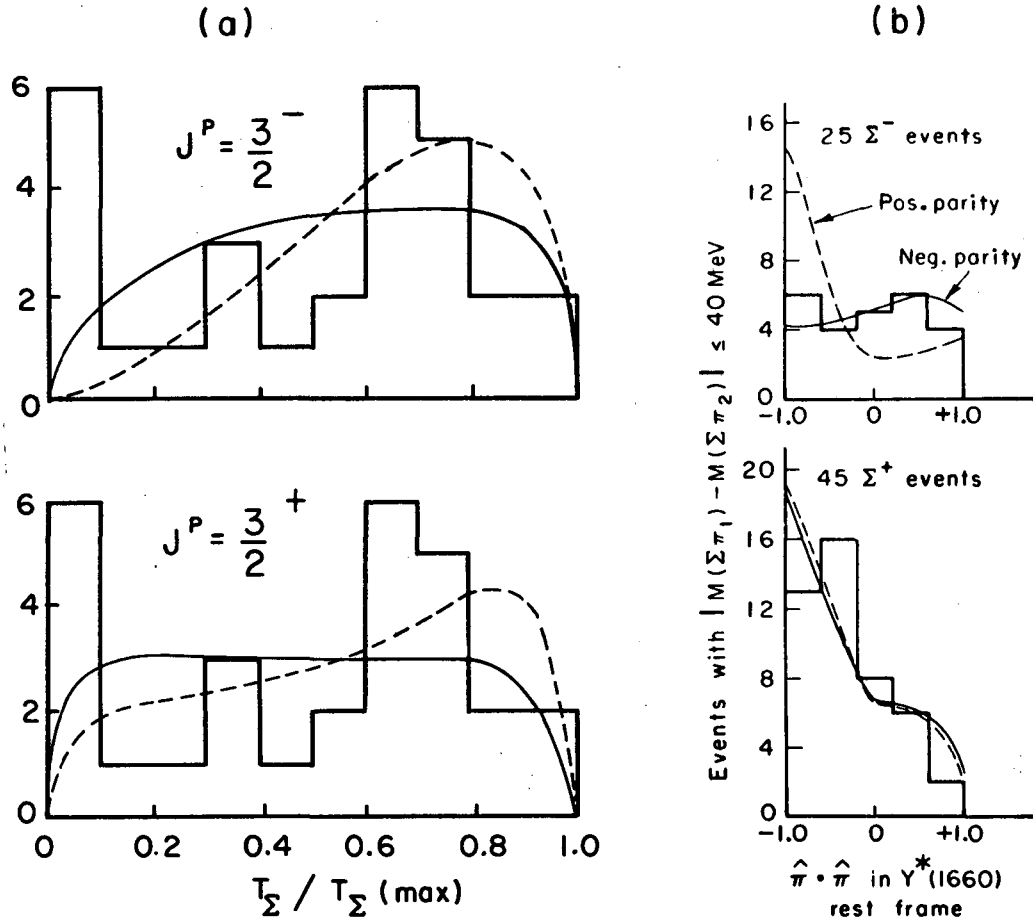 (a)
6
4
2
0
J^P = 3/2^-
6
4
2
0
J^P = 3/2^+
0 0.2 0.4 0.6 0.8 1.0
T_Σ / T_Σ (max)
(b)
Events with |M(Σπ₁) – M(Σπ₂)| ≤ 40 MeV
16
12
8
4
0
25 Σ⁻ events
Pos. parity
Neg. parity
-1.0 0 +1.0
20
16
12
8
4
0
45 Σ⁺ events
-1.0 0 +1.0
π̂ • π̂ in Y*(1660)
rest frame